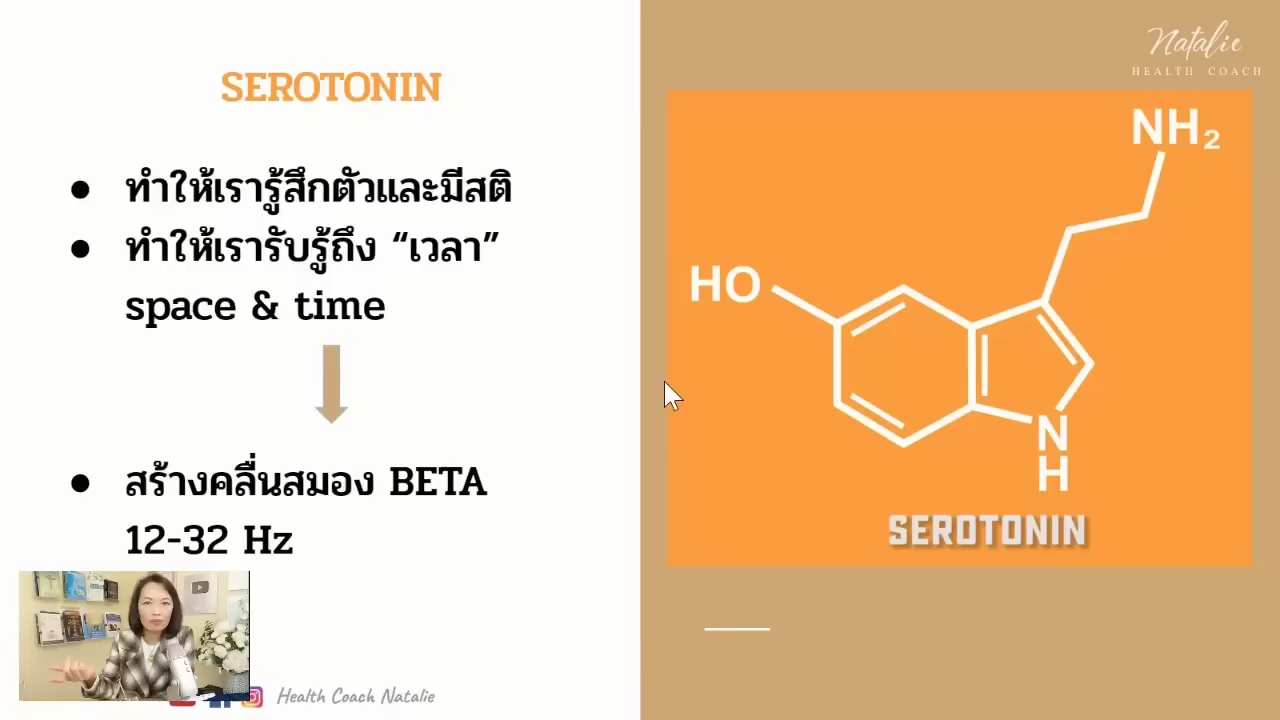 Natalie
HEALTH COACH
SEROTONIN
● ทำให้เรารู้สึกตัวและมีสติ
● ทำให้เรารับรู้ถึง “เวลา”
space & time
● สร้างคลื่นสมอง BETA
12-32 Hz
NH₂
HO
N
H
SEROTONIN
Health Coach Natalie